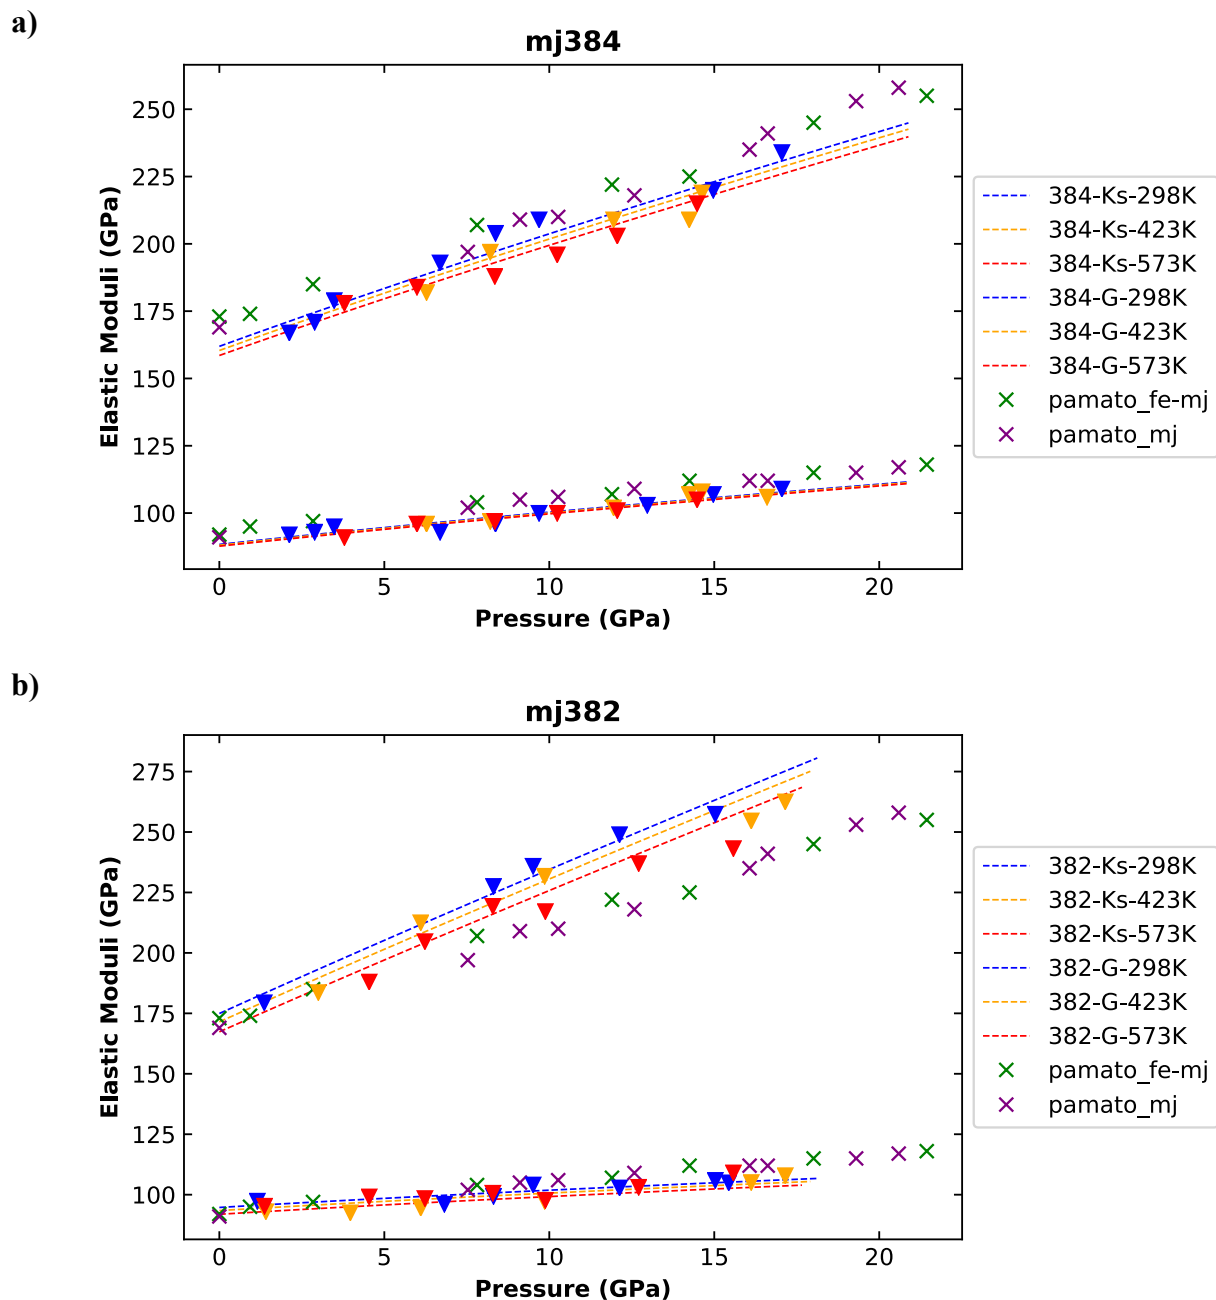 a)
mj384
Elastic Moduli (GPa)
250
225
200
175
150
125
100
0 5 10 15 20
Pressure (GPa)
384-Ks-298K
384-Ks-423K
384-Ks-573K
384-G-298K
384-G-423K
384-G-573K
pamato_fe-mj
pamato_mj
b)
mj382
Elastic Moduli (GPa)
275
250
225
200
175
150
125
100
0 5 10 15 20
Pressure (GPa)
382-Ks-298K
382-Ks-423K
382-Ks-573K
382-G-298K
382-G-423K
382-G-573K
pamato_fe-mj
pamato_mj